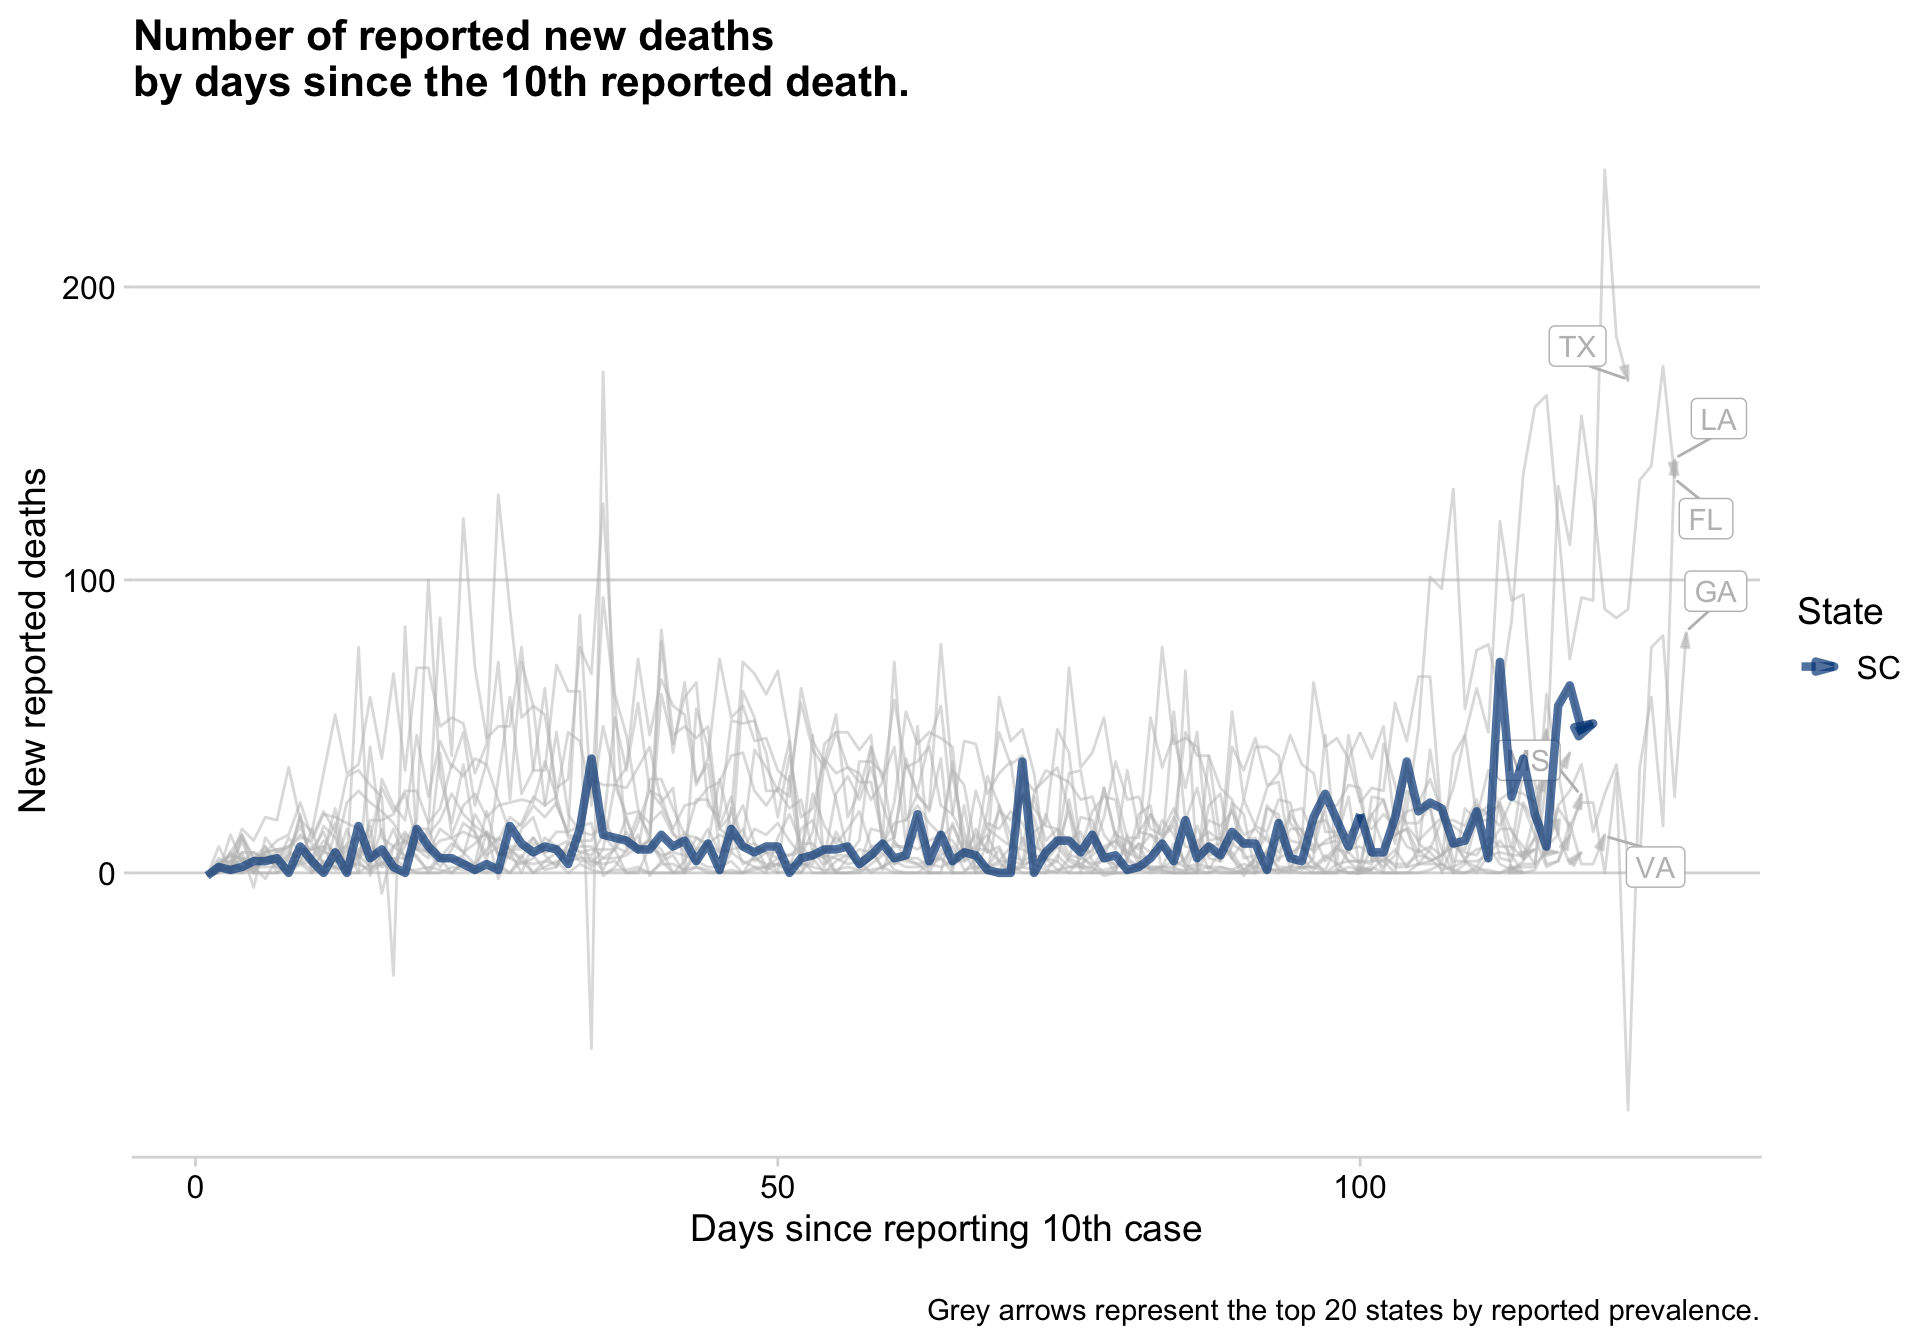 Number of reported new deaths
by days since the 10th reported death.
New reported deaths
200
100
0
TX
LA
FL
GA
VA
State
SC
0
50
100
Days since reporting 10th case
Grey arrows represent the top 20 states by reported prevalence.